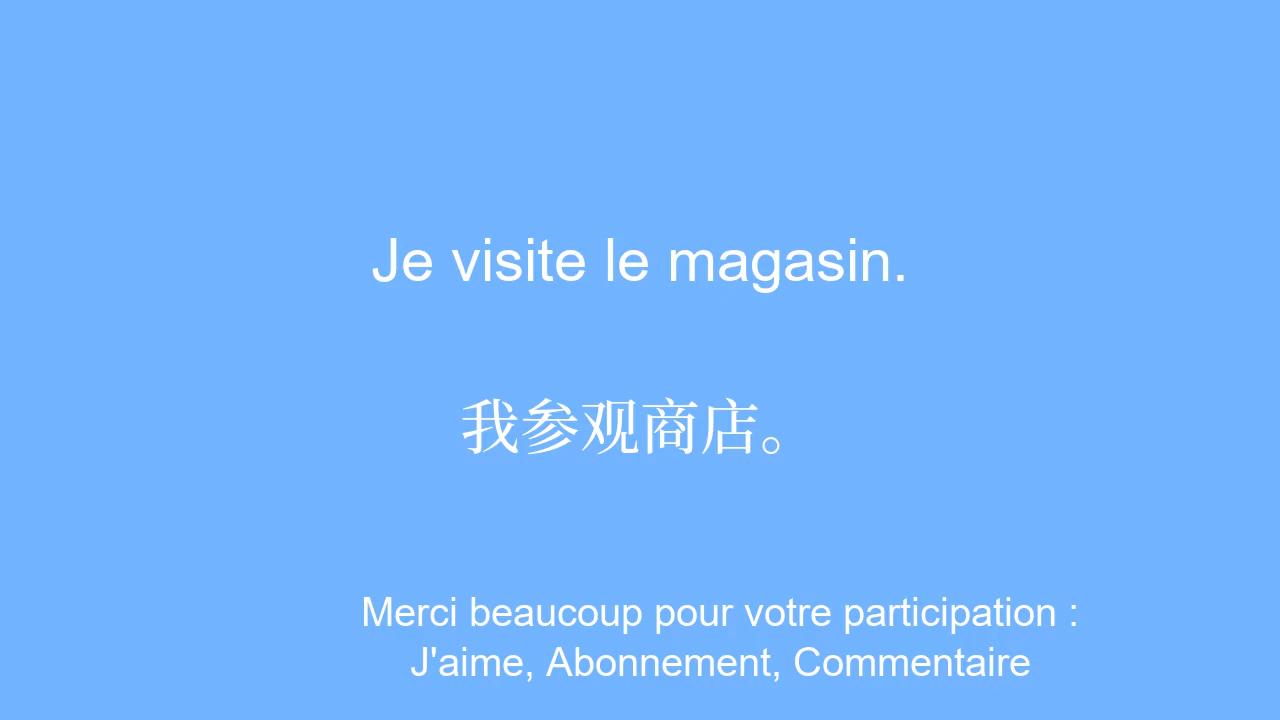 Je visite le magasin.
我参观商店。
Merci beaucoup pour votre participation :
J'aime, Abonnement, Commentaire